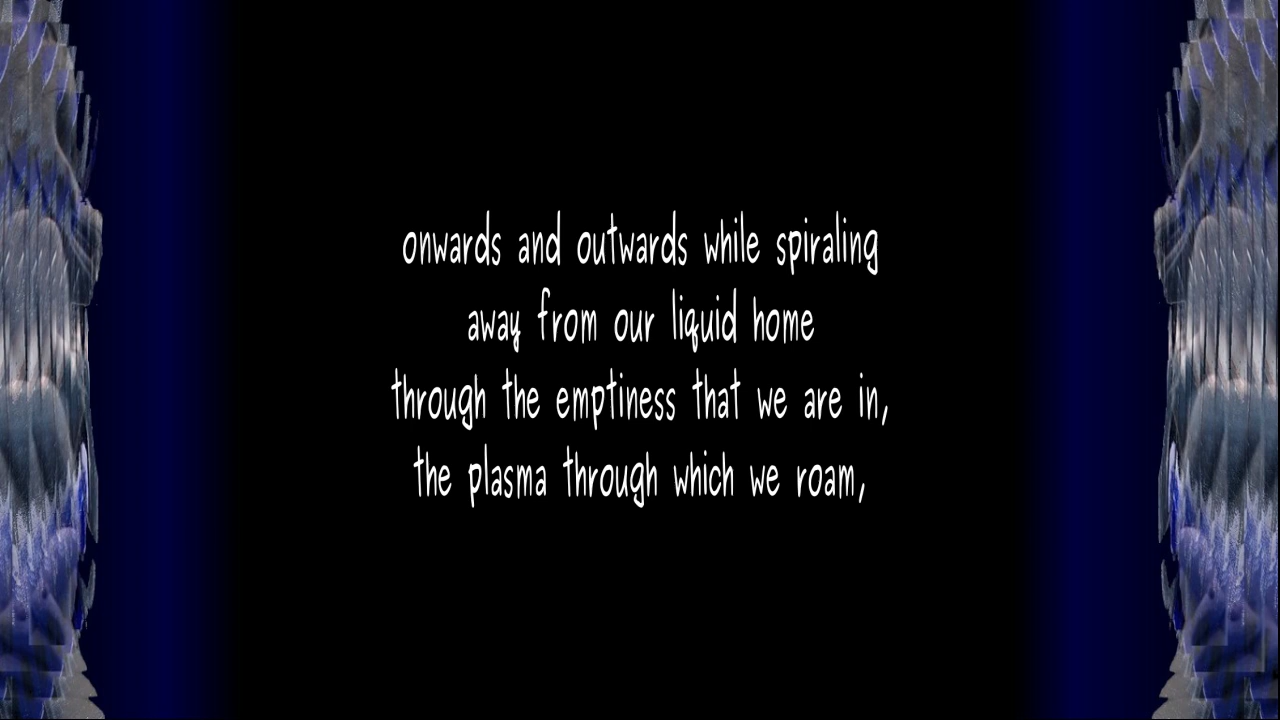 onwards and outwards while spiraling
away from our liquid home
through the emptiness that we are in,
the plasma through which we roam,